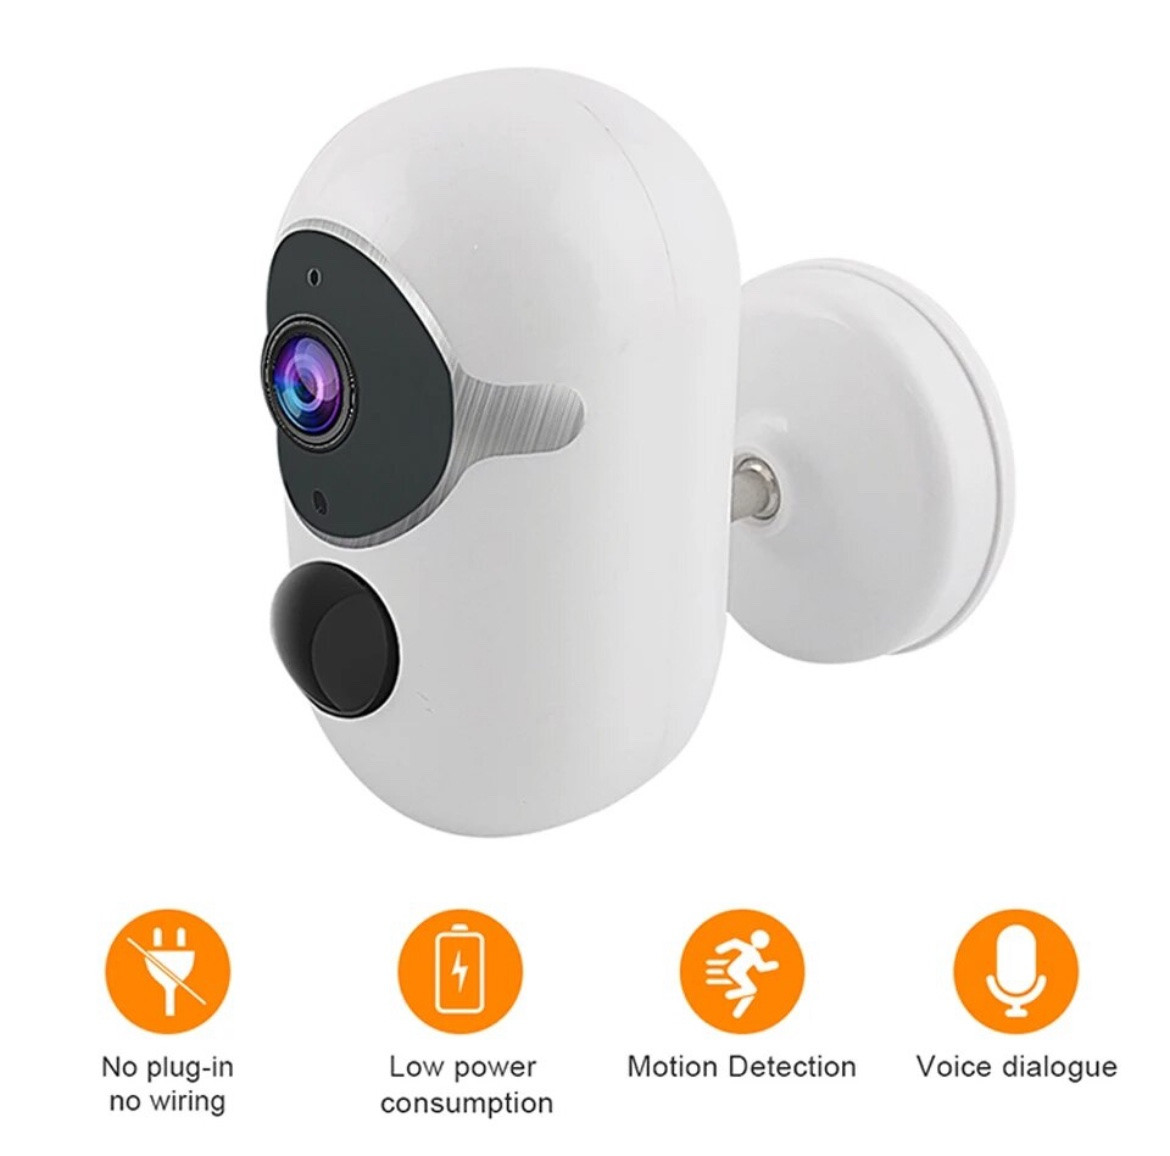 No plug-in
no wiring
Low power
consumption
Motion Detection
Voice dialogue